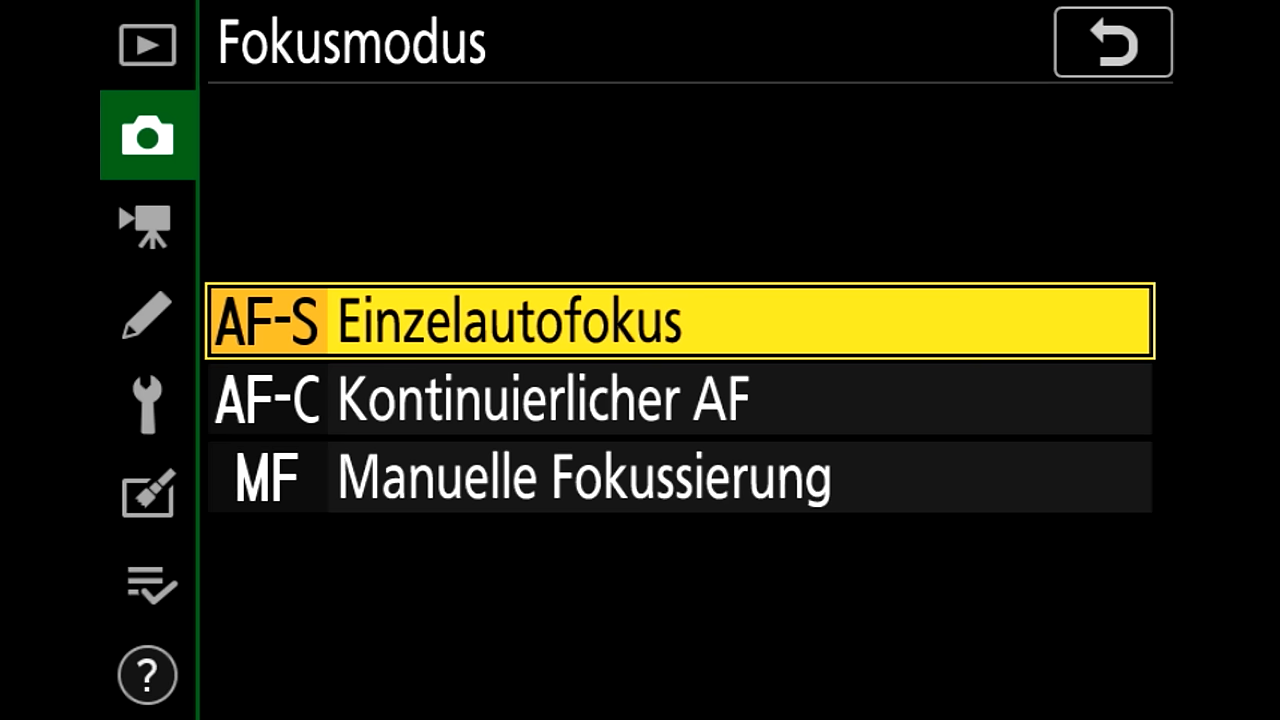 Fokusmodus
AF-S Einzelautofokus
AF-C Kontinuierlicher AF
MF Manuelle Fokussierung
?